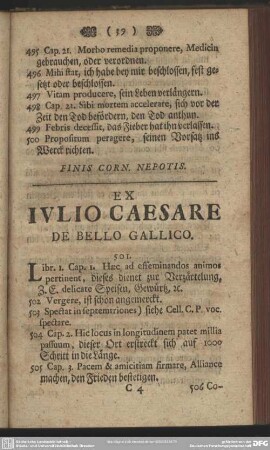 ( 39 )
495 Cap. 21. Morbo remedia proponere, Medicin
gebrauchen, oder verordnen.
496 Mihi stat, ich habe bey mir beschlossen, fest ge-
setzt oder beschlossen.
497 Vitam producere, sein Leben verlängern.
498 Cap. 22. Sibi mortem accelerare, sich vor der
Zeit den Tod befördern, den Tod anthun.
499 Febris decessit, das Fieber hat ihn verlassen.
500 Propositum peragere, seinen Vorsatz ins
Werck richten.
FINIS CORN. NEPOTIS.
EX
IVLIO CAESARE
DE BELLO GALLICO.
501.
Libr. 1. Cap. 1. Hæc ad effeminandos animos
pertinent, dieses dienet zur Verzärtelung,
Z. E. delicate Speisen, Gewürtz, ꝛc.
502 Vergere, ist schon angemerckt.
503 Spectat in septemtriones) siehe Cell. C. P. voc.
spectare.
504 Cap. 2. Hic locus in longitudinem patet millia
passuum, dieser Ort erstreckt sich auf 1000
Schritt in die Länge.
505 Cap. 3. Pacem & amicitiam firmare, Alliance
machen, den Frieden bestetigen.
C 4
506 Co-